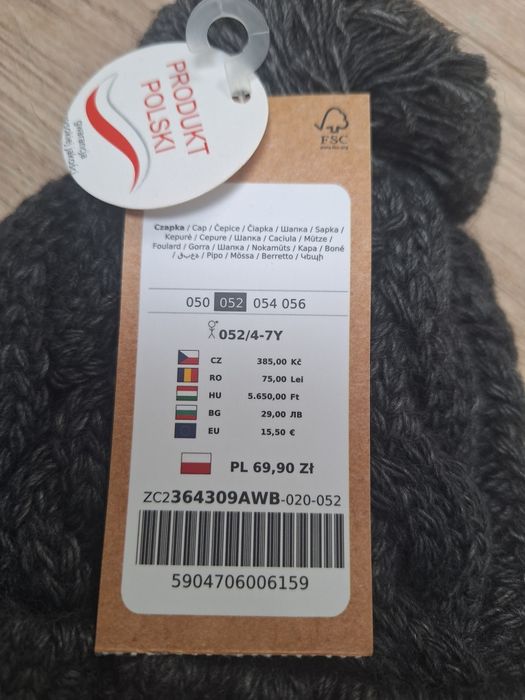 PRODUKT
POLSKI
gwarancja
FSC
Czapka / Cap / Čepice / Čiapka / Шапка / Sapka /
Kepurė / Cepure / Шапка / Caciula / Mütze /
Foulard / Gorra / Шапка / Nokamüts / Kapa / Boné
/ Pipo / Mössa / Berretto / Գլխարկ
050 052 054 056
052/4-7Y
CZ 385,00 Kč
RO 75,00 Lei
HU 5.650,00 Ft
BG 29,00 ЛВ
EU 15,50 €
PL 69,90 Zł
ZC2364309AWB-020-052
5904706006159